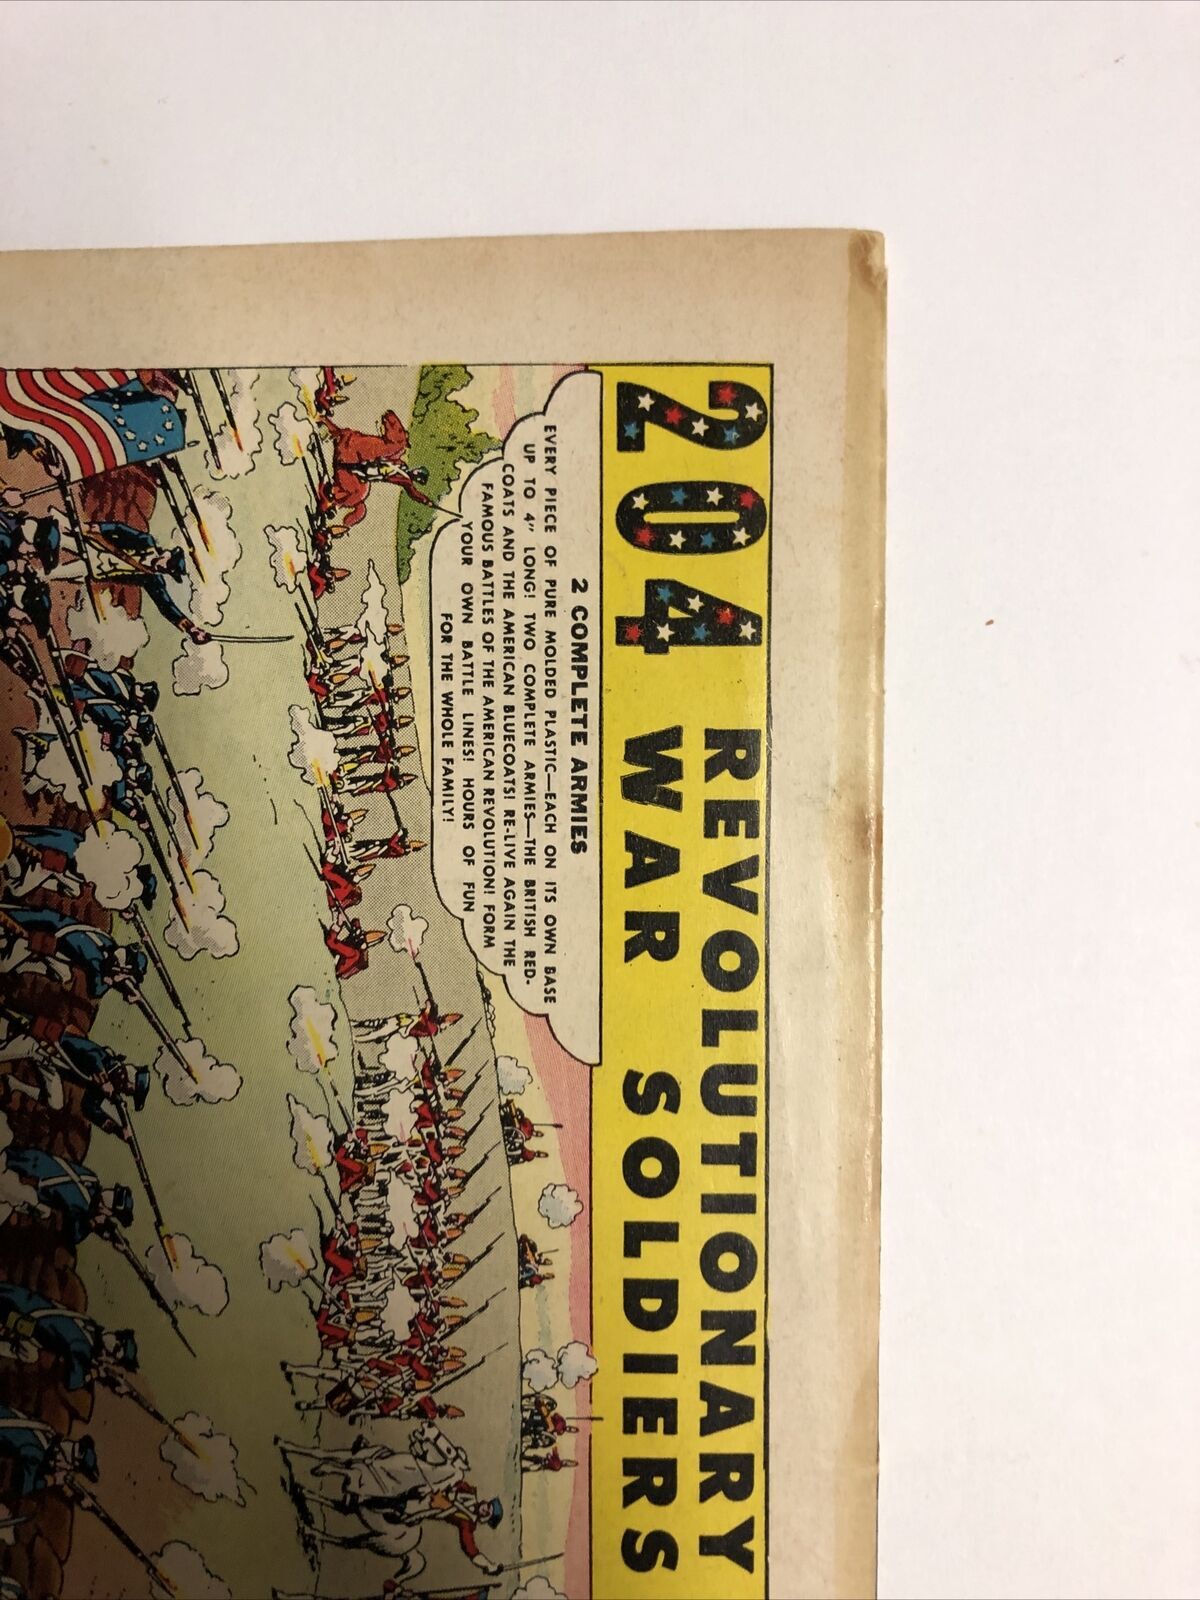 204 REVOLUTIONARY
WAR SOLDIERS
2 COMPLETE ARMIES
EVERY PIECE OF PURE MOLDED PLASTIC—EACH ON ITS OWN BASE
UP TO 4" LONG! TWO COMPLETE ARMIES—THE BRITISH RED-
COATS AND THE AMERICAN BLUECOATS! RE-LIVE AGAIN THE
FAMOUS BATTLES OF THE AMERICAN REVOLUTION! FORM
YOUR OWN BATTLE LINES! HOURS OF FUN
FOR THE WHOLE FAMILY!